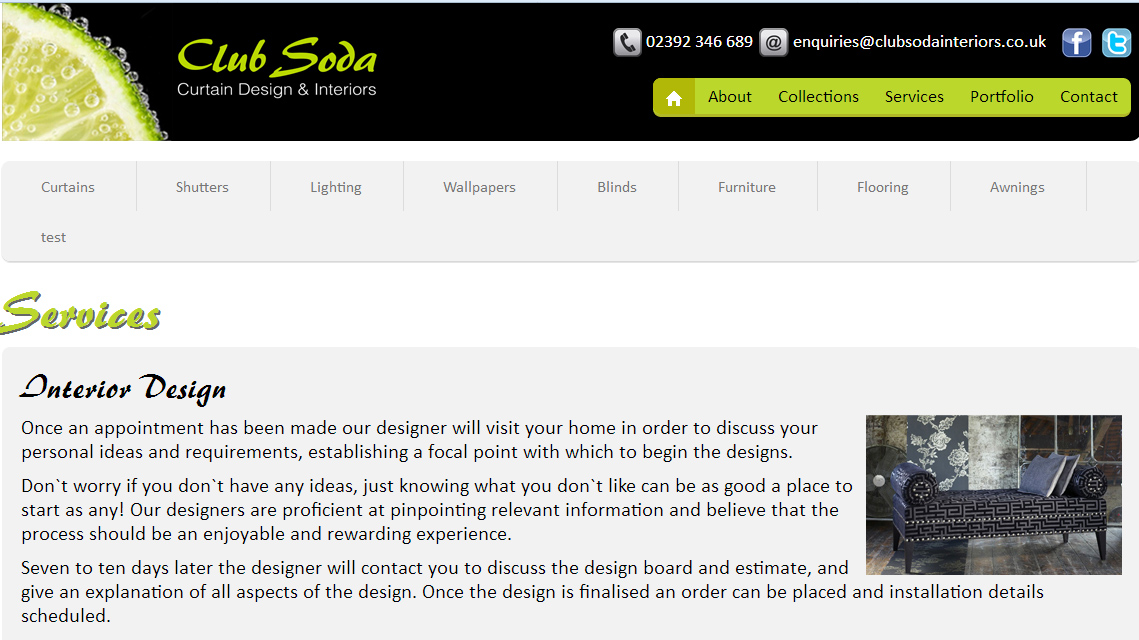 Club Soda
Curtain Design & Interiors
02392 346 689 @ enquiries@clubsodainteriors.co.uk f t
About Collections Services Portfolio Contact
Curtains Shutters Lighting Wallpapers Blinds Furniture Flooring Awnings
test
Services
Interior Design
Once an appointment has been made our designer will visit your home in order to discuss your
personal ideas and requirements, establishing a focal point with which to begin the designs.
Don`t worry if you don`t have any ideas, just knowing what you don`t like can be as good a place to
start as any! Our designers are proficient at pinpointing relevant information and believe that the
process should be an enjoyable and rewarding experience.
Seven to ten days later the designer will contact you to discuss the design board and estimate, and
give an explanation of all aspects of the design. Once the design is finalised an order can be placed and installation details
scheduled.